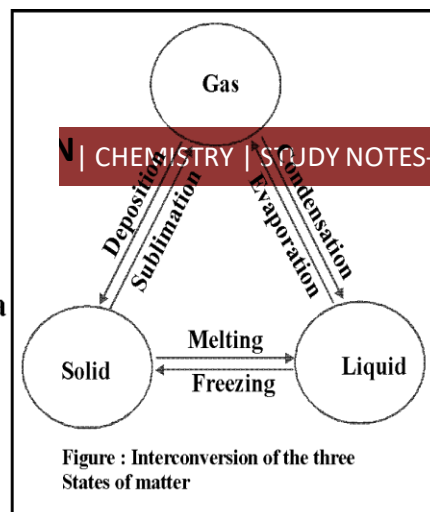 Gas
N | CHEMISTRY | STUDY NOTES-
Deposition
Sublimation
Condensation
Evaporation
a
Melting
Solid
Liquid
Freezing
Figure : Interconversion of the three
States of matter